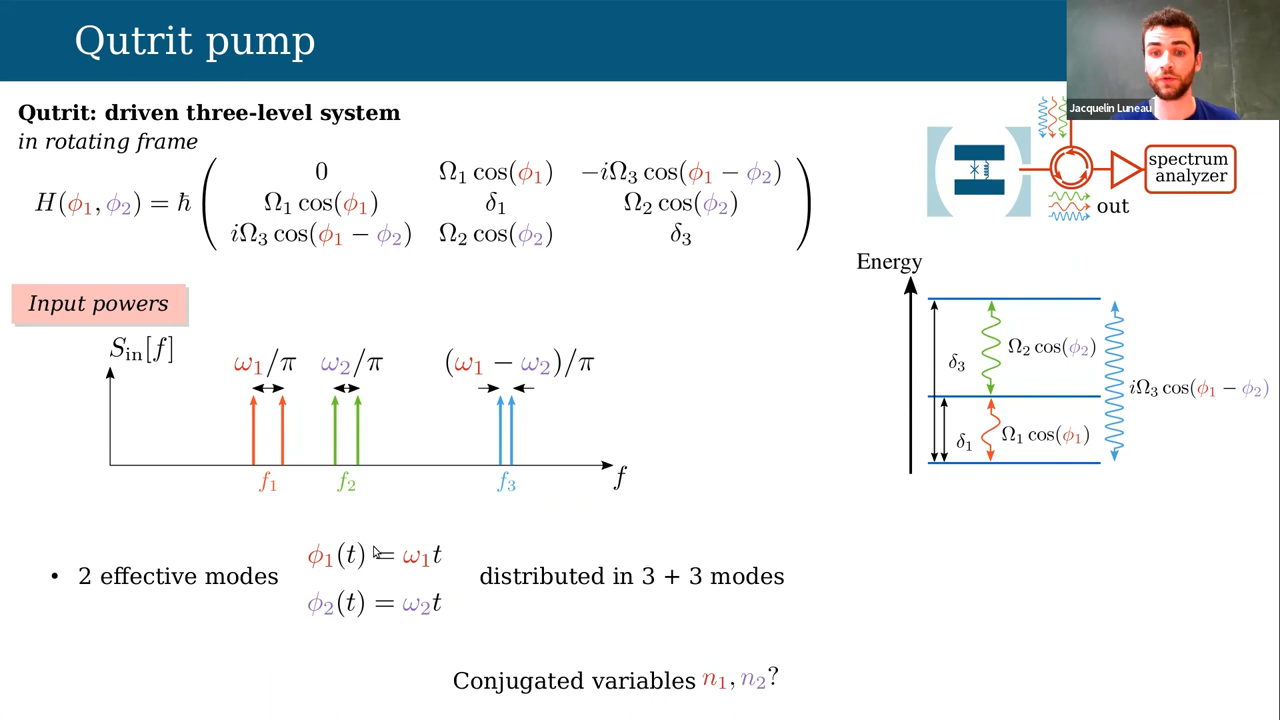 Qutrit pump
Jacquelin Luneau
Qutrit: driven three-level system
in rotating frame
H(ϕ₁, ϕ₂) = ħ
0 Ω₁ cos(ϕ₁) −iΩ₃ cos(ϕ₁ − ϕ₂)
Ω₁ cos(ϕ₁) δ₁ Ω₂ cos(ϕ₂)
iΩ₃ cos(ϕ₁ − ϕ₂) Ω₂ cos(ϕ₂) δ₃
spectrum
analyzer
out
Energy
δ₃ Ω₂ cos(ϕ₂)
iΩ₃ cos(ϕ₁ − ϕ₂)
δ₁ Ω₁ cos(ϕ₁)
Input powers
Sᵢₙ[f]
ω₁/π ω₂/π (ω₁ − ω₂)/π
f₁ f₂ f₃ f
ϕ₁(t) = ω₁t
• 2 effective modes distributed in 3 + 3 modes
ϕ₂(t) = ω₂t
Conjugated variables n₁, n₂?